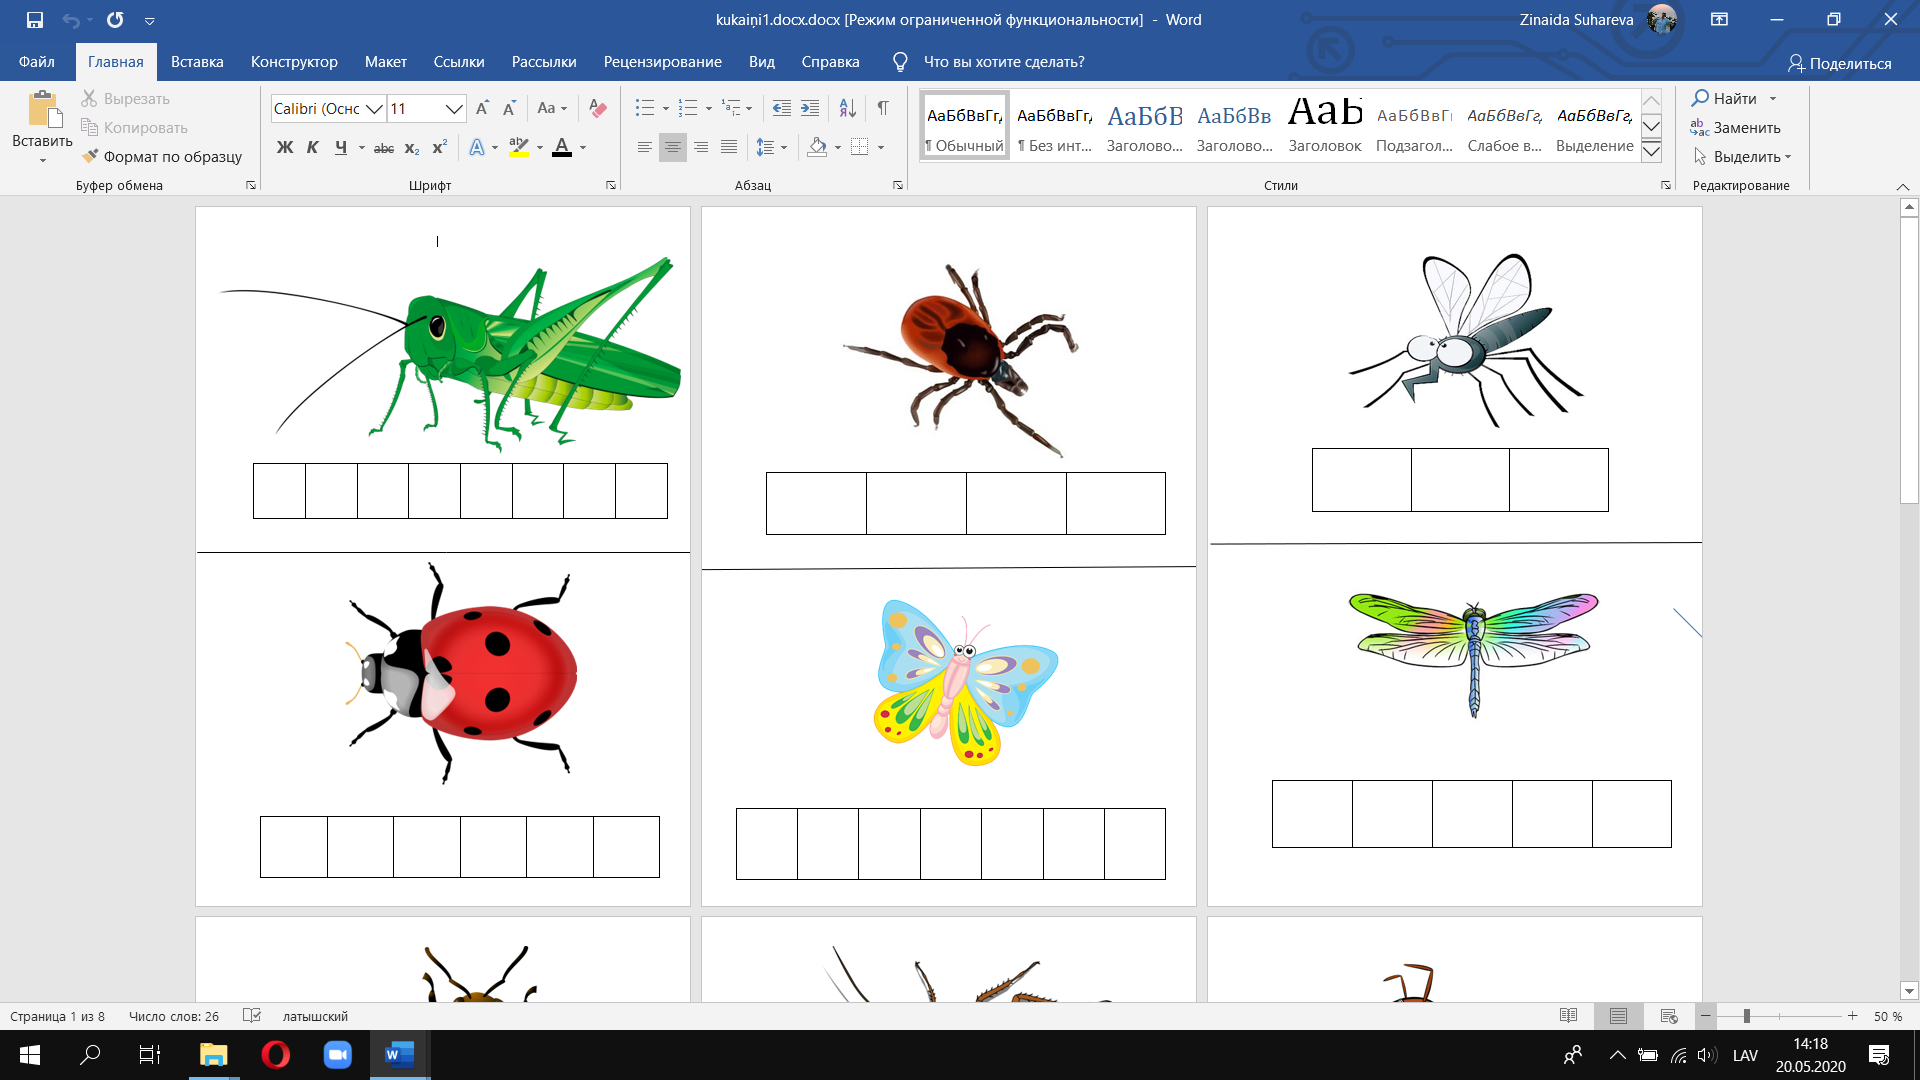 kukaiņi1.docx.docx [Режим ограниченной функциональности] - Word
Zinaida Suhareva
Файл Главная Вставка Конструктор Макет Ссылки Рассылки Рецензирование Вид Справка Что вы хотите сделать? Поделиться
Вставить
Вырезать
Копировать
Формат по образцу
Буфер обмена
Calibri (Оснс 11
Aa
Ж К Ч abc x₂ x²
Шрифт
Абзац
АаБбВвГг, АаБбВвГг, АаБбВ АаБбВв АаБ АаБбВвГг АаБбВвГг, АаБбВвГг,
¶ Обычный ¶ Без инт... Заголово... Заголово... Заголовок Подзагол... Слабое в... Выделение
Стили
Найти
Заменить
Выделить
Редактирование
Страница 1 из 8 Число слов: 26 латышский 50 %
LAV
14:18
20.05.2020